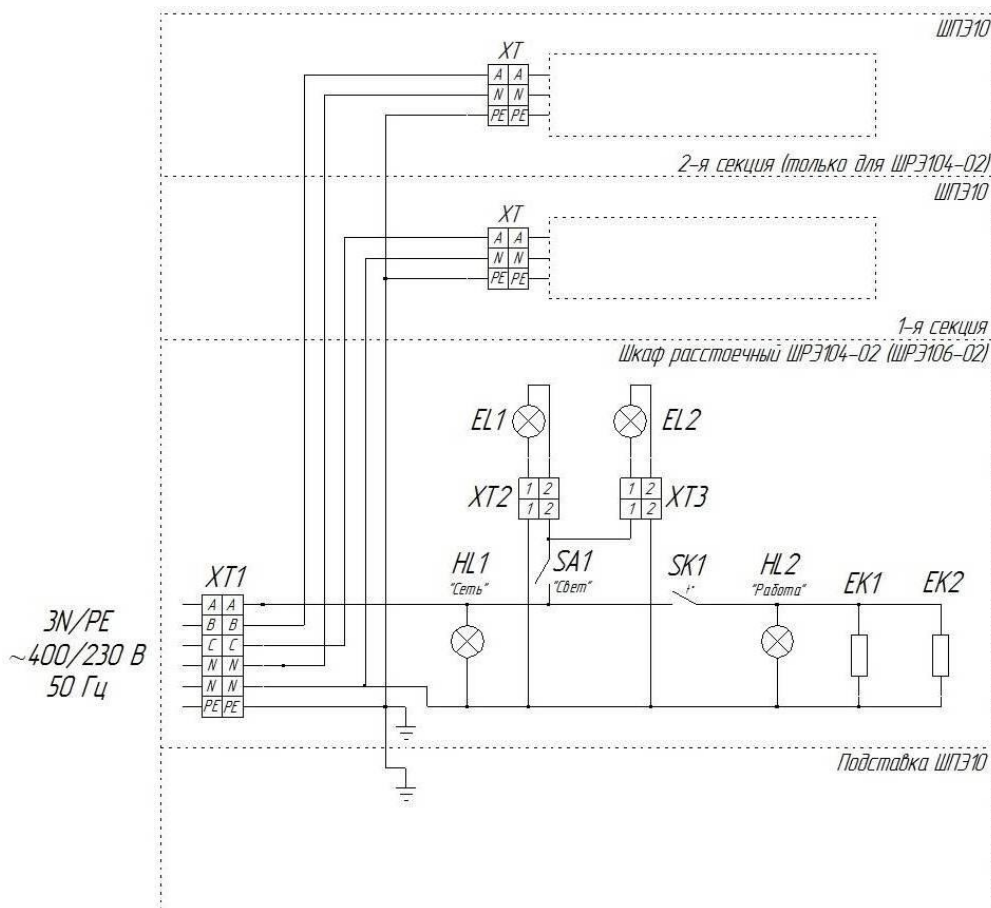 ШПЭ10
XT
A A
N N
PE PE
2-я секция (только для ШРЭ104-02)
ШПЭ10
XT
A A
N N
PE PE
1-я секция
Шкаф расстоечный ШРЭ104-02 (ШРЭ106-02)
EL1
EL2
XT2
1 2
1 2
1 2
1 2
XT3
HL1
"Сеть"
SA1
"Свет"
SK1
t°
HL2
"Работа"
EK1
EK2
XT1
A A
B B
C C
N N
N N
PE PE
3N/PE
~400/230 В
50 Гц
Подставка ШПЭ10